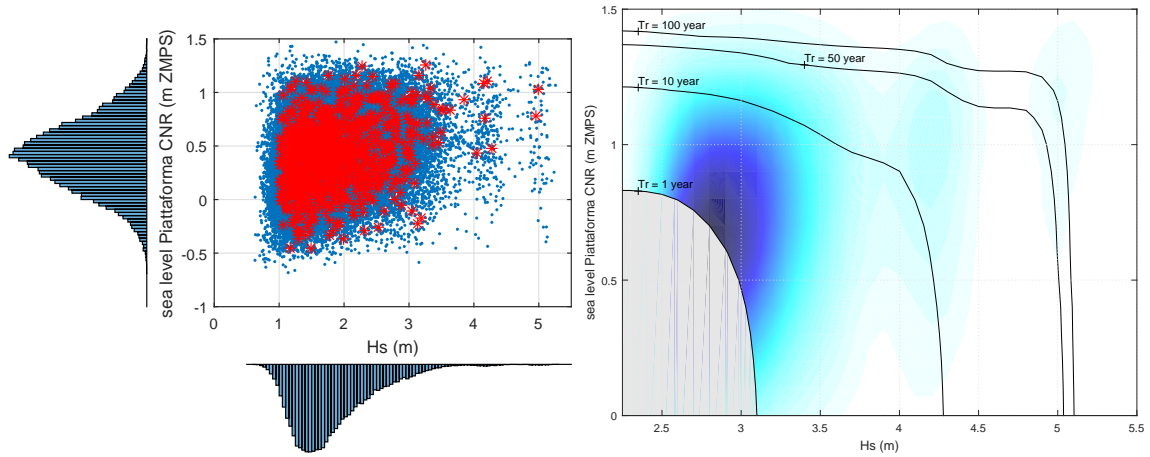 sea level Piattaforma CNR (m ZMPS)
1.5
1
0.5
0
-0.5
-1
0 1 2 3 4 5
Hs (m)
sea level Piattaforma CNR (m ZMPS)
1.5
1
0.5
0
Tr = 100 year
Tr = 50 year
Tr = 10 year
Tr = 1 year
2.5 3 3.5 4 4.5 5 5.5
Hs (m)